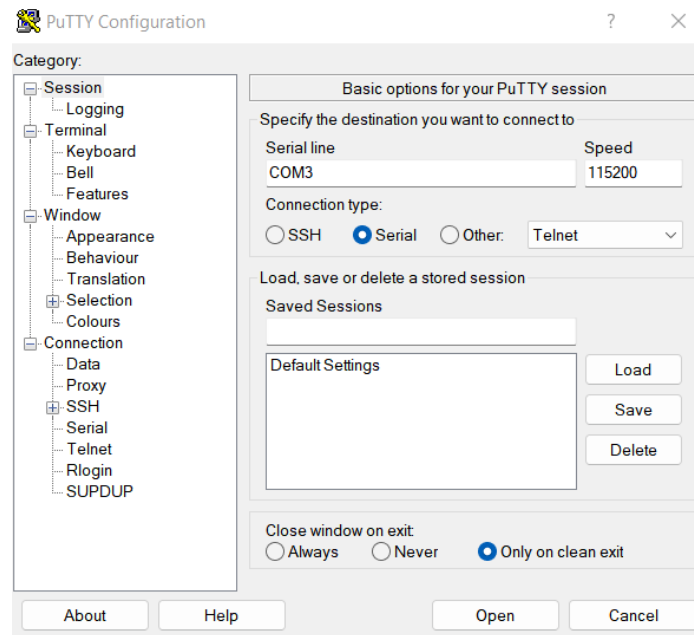 PuTTY Configuration
Category:
Session
Logging
Terminal
Keyboard
Bell
Features
Window
Appearance
Behaviour
Translation
Selection
Colours
Connection
Data
Proxy
SSH
Serial
Telnet
Rlogin
SUPDUP
Basic options for your PuTTY session
Specify the destination you want to connect to
Serial line Speed
COM3 115200
Connection type:
SSH Serial Other: Telnet
Load, save or delete a stored session
Saved Sessions
Default Settings
Load
Save
Delete
Close window on exit:
Always Never Only on clean exit
About Help Open Cancel